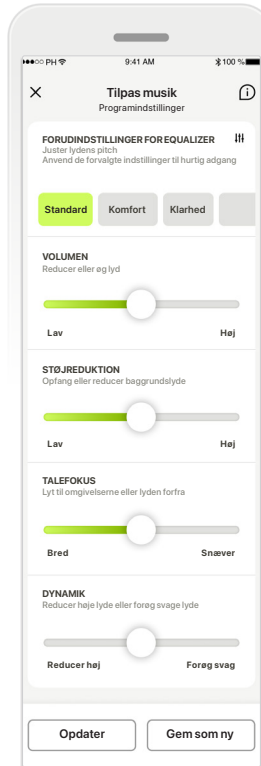 PH 9:41 AM 100 %
Tilpas musik
Programindstillinger
FORUDINDSTILLINGER FOR EQUALIZER
Juster lydens pitch
Anvend de forvalgte indstillinger til hurtig adgang
Standard Komfort Klarhed
VOLUMEN
Reducer eller øg lyd
Lav Høj
STØJREDUKTION
Opfang eller reducer baggrundslyde
Lav Høj
TALEFOKUS
Lyt til omgivelserne eller lyden forfra
Bred Snæver
DYNAMIK
Reducer høje lyde eller forøg svage lyde
Reducer høj Forøg svag
Opdater Gem som ny